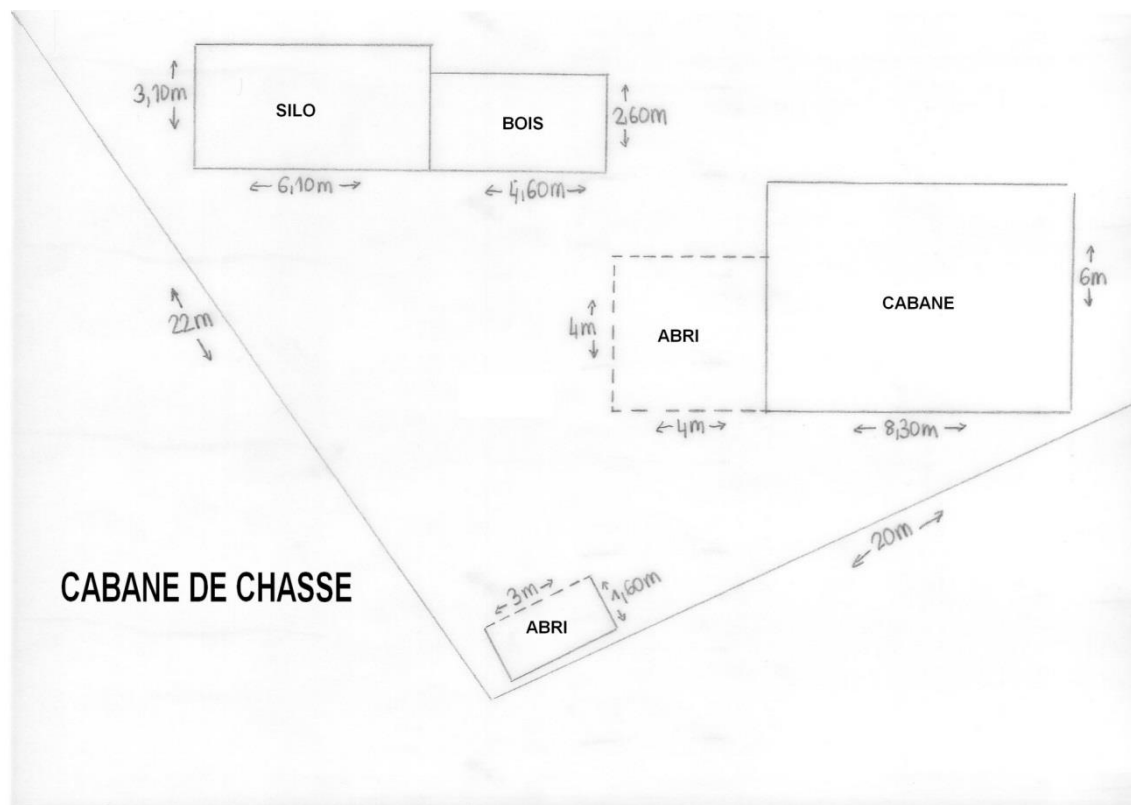 3,10m
SILO
BOIS
2,60m
6,10m
4,60m
22m
4m
ABRI
CABANE
6m
4m
8,30m
20m
CABANE DE CHASSE
3m
1,60m
ABRI